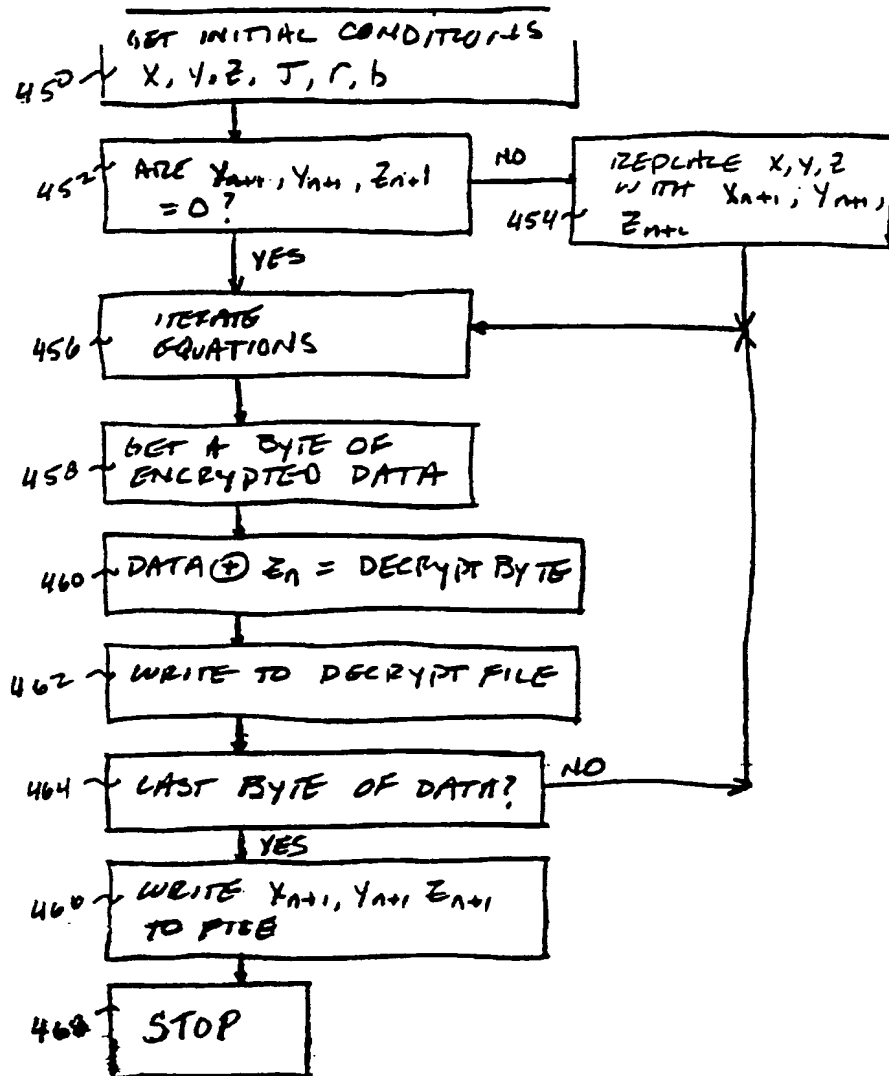 GET INITIAL CONDITIONS
450 X, Y, Z, J, r, b
452 ARE Xn+1, Yn+1, Zn+1
= 0?
NO
REPLACE X, Y, Z
WITH Xn+1, Yn+1,
454 Zn+1
YES
456 ITERATE
EQUATIONS
458 GET A BYTE OF
ENCRYPTED DATA
460 DATA ⊕ Zn = DECRYPT BYTE
462 WRITE TO DECRYPT FILE
464 LAST BYTE OF DATA?
NO
YES
WRITE Xn+1, Yn+1 Zn+1
TO FILE
468 STOP